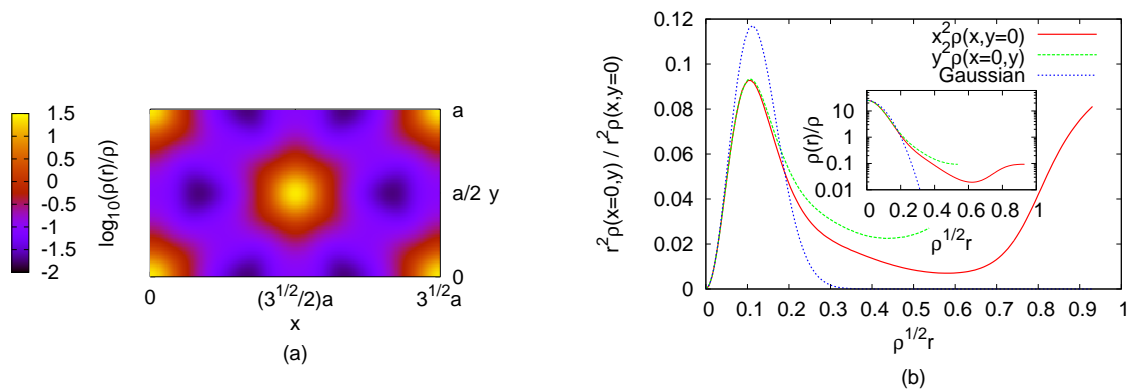 log10(ρ(r)/ρ)
1.5
1
0.5
0
-0.5
-1
-1.5
-2
a
a/2 y
0
0 (3^1/2/2)a 3^1/2a
x
(a)
r^2ρ(x=0,y) / r^2ρ(x,y=0)
0.12
0.1
0.08
0.06
0.04
0.02
0
x^2ρ(x,y=0)
y^2ρ(x=0,y)
Gaussian
ρ(r)/ρ
10
1
0.1
0.01
0 0.2 0.4 0.6 0.8 1
ρ^1/2r
0 0.1 0.2 0.3 0.4 0.5 0.6 0.7 0.8 0.9 1
ρ^1/2r
(b)